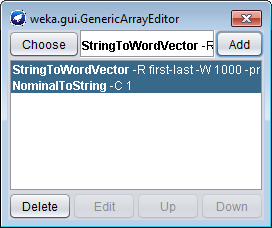 weka.gui.GenericArrayEditor
Choose StringToWordVector -R Add
StringToWordVector -R first-last -W 1000 -pr
NominalToString -C 1
Delete Edit Up Down